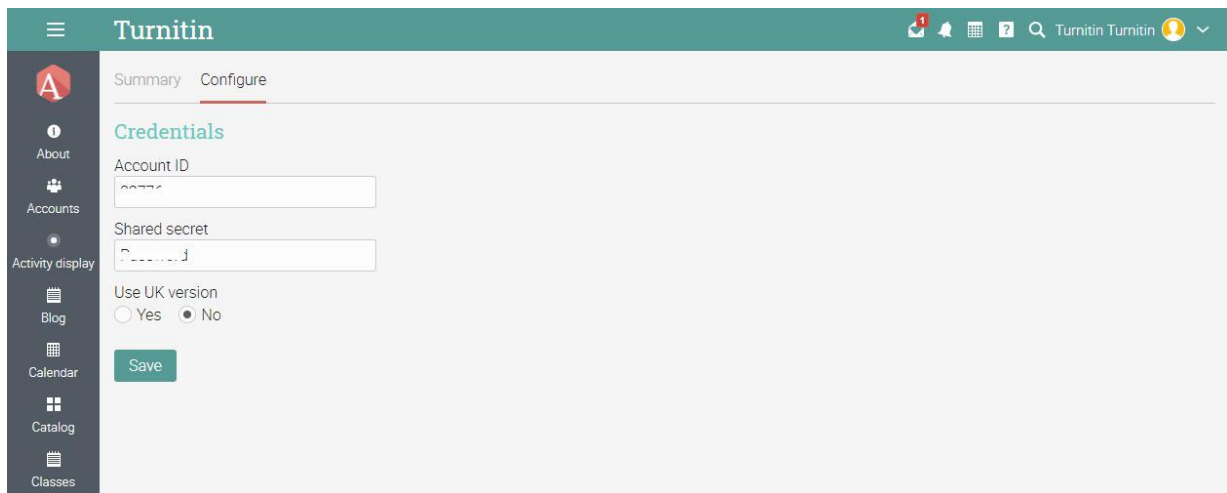 Turnitin
1
?
Turnitin Turnitin
Summary Configure
A
About
Accounts
Activity display
Blog
Calendar
Catalog
Classes
Credentials
Account ID
Shared secret
Use UK version
Yes No
Save